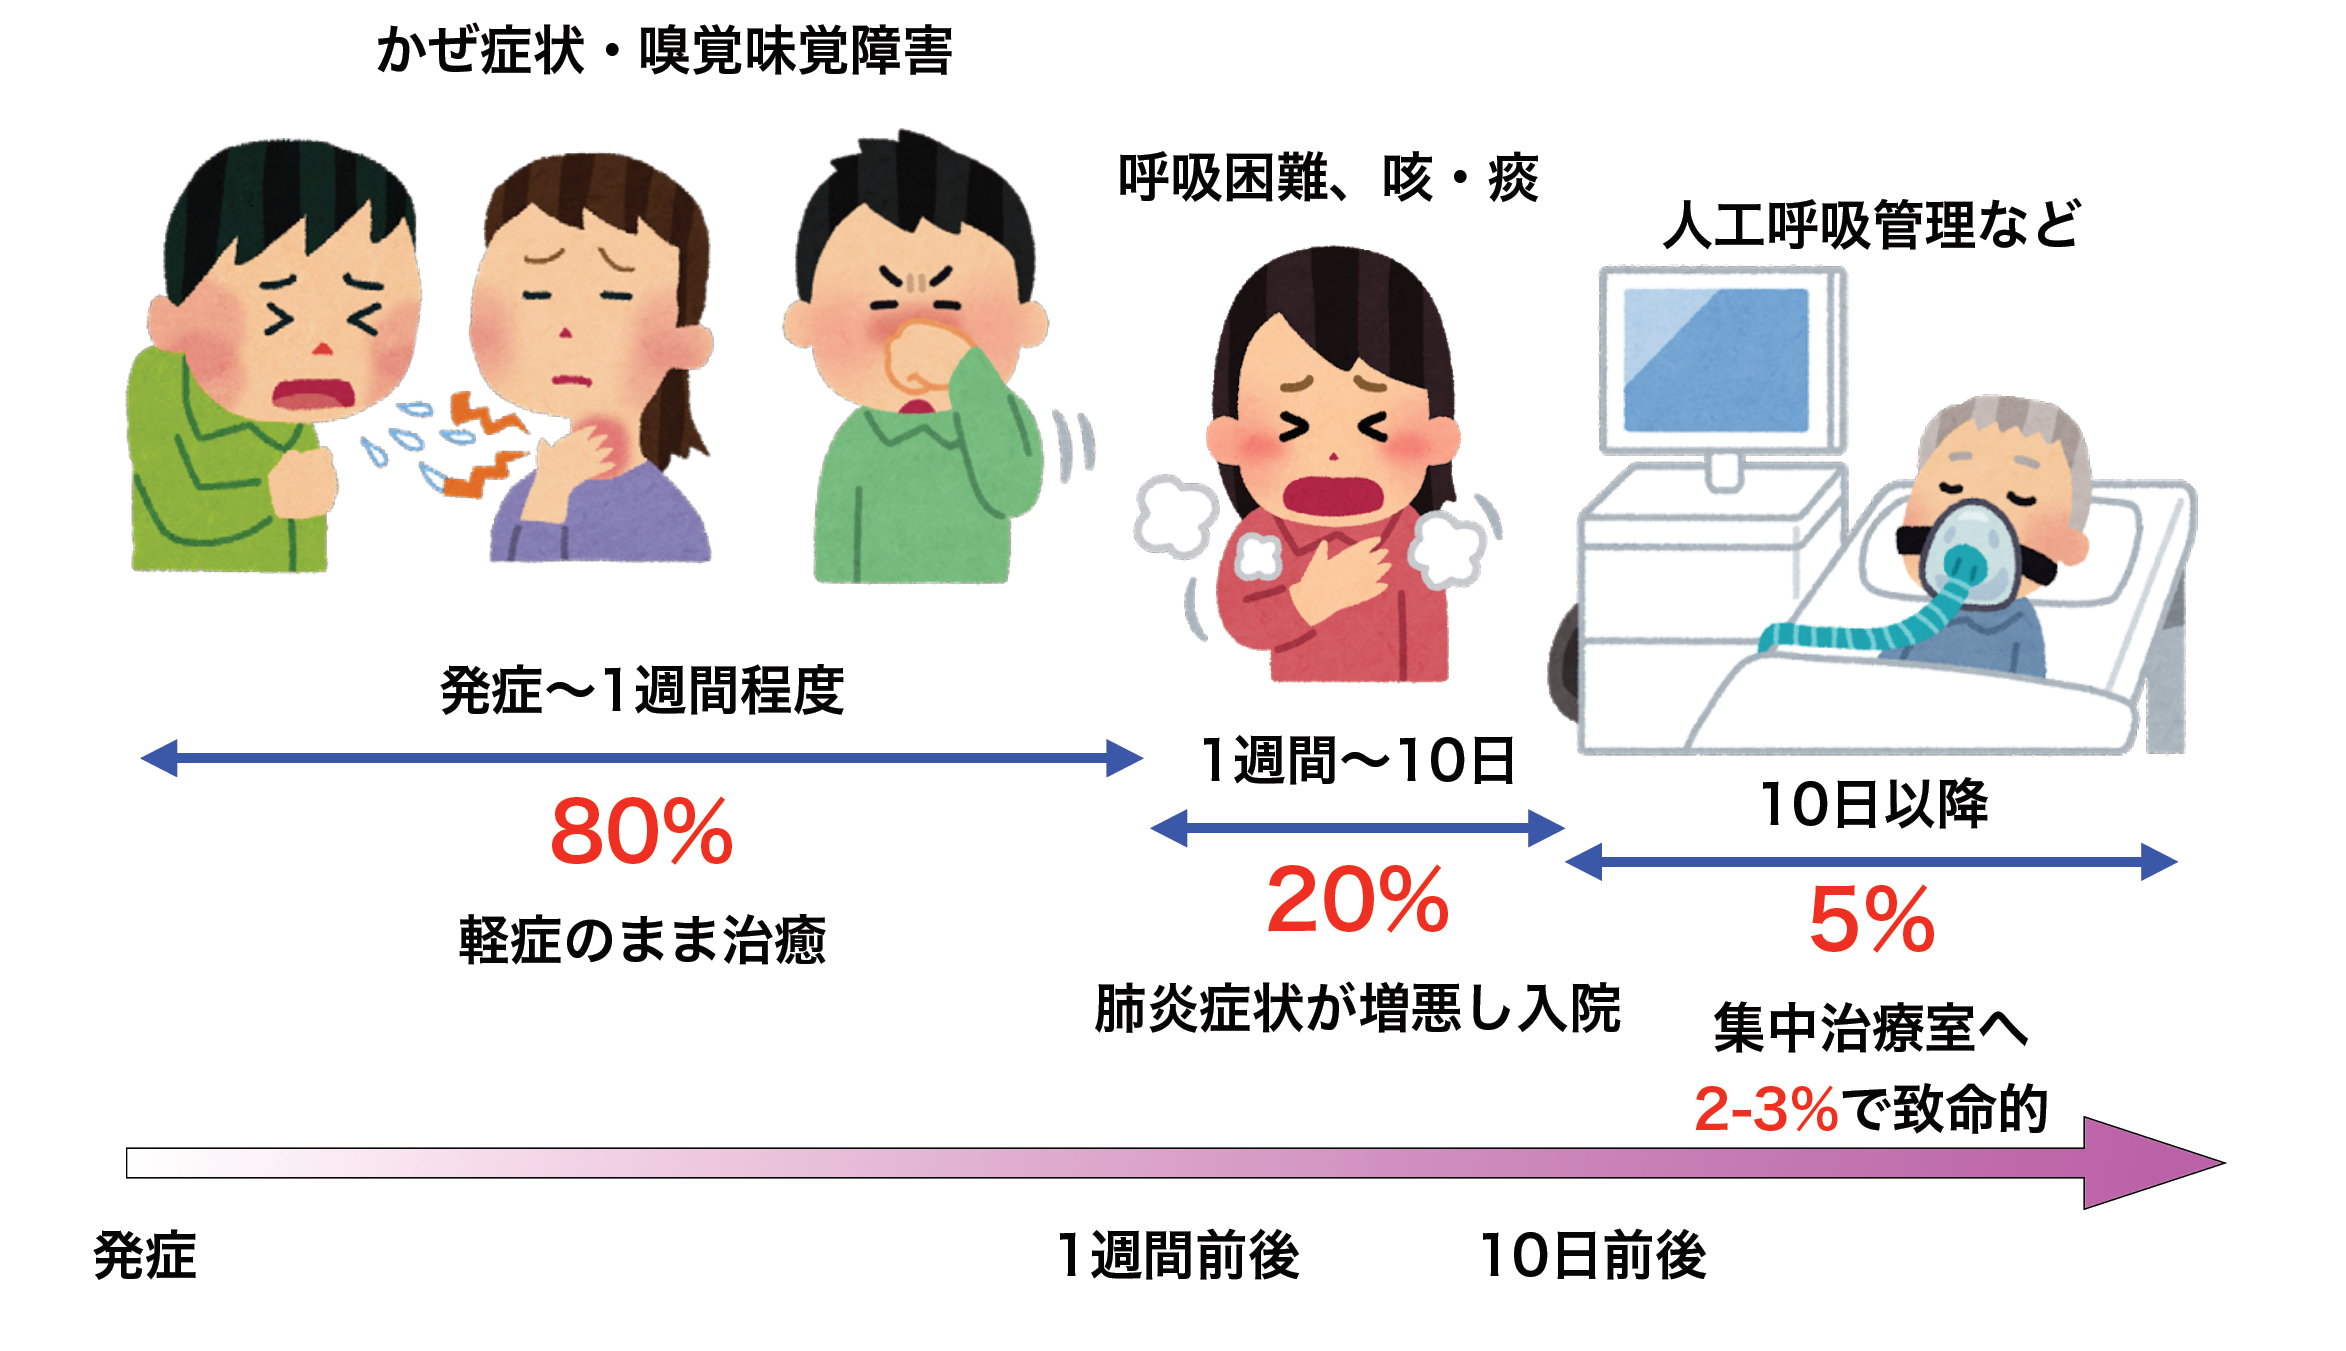 かぜ症状・嗅覚味覚障害
呼吸困難、咳・痰
人工呼吸管理など
発症～1週間程度
80%
軽症のまま治癒
1週間～10日
20%
肺炎症状が増悪し入院
10日以降
5%
集中治療室へ
2-3%で致命的
発症
1週間前後
10日前後